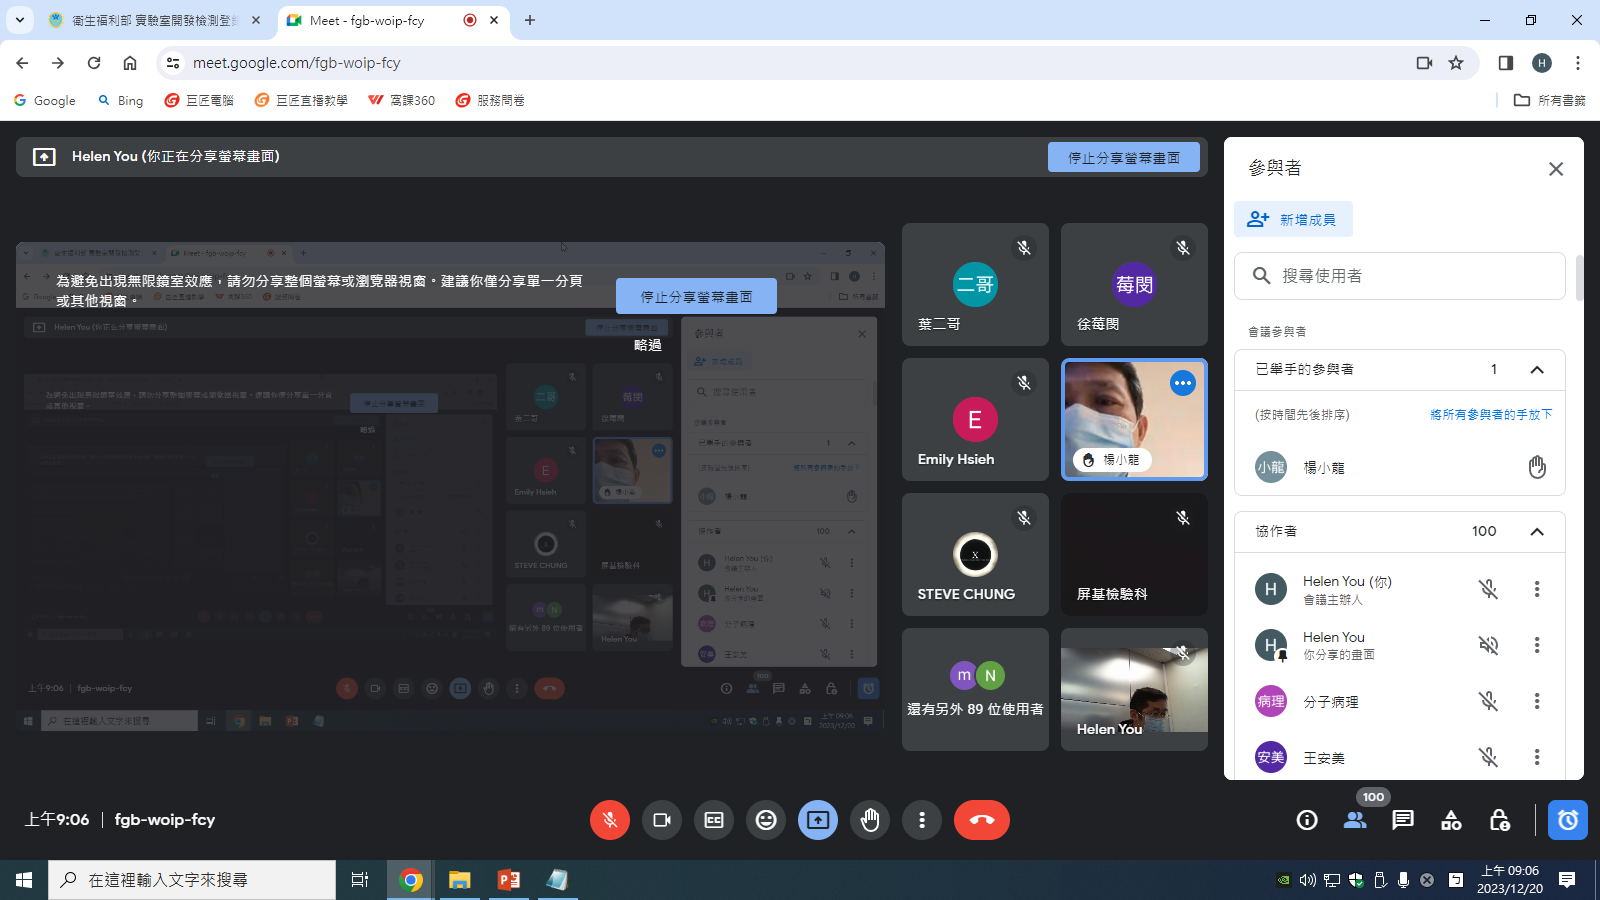 衛生福利部 實驗室開發檢測登
Meet - fgb-woip-fcy
meet.google.com/fgb-woip-fcy
H
Google
Bing
巨匠電腦
巨匠直播教學
窩課360
服務問卷
所有書籤
Helen You (你正在分享螢幕畫面)
停止分享螢幕畫面
為避免出現無限鏡室效應，請勿分享整個螢幕或瀏覽器視窗。建議你僅分享單一分頁
或其他視窗。
停止分享螢幕畫面
略過
二哥
葉二哥
莓閔
徐莓閔
E
Emily Hsieh
楊小龍
X
STEVE CHUNG
屏基檢驗科
m
N
還有另外 89 位使用者
Helen You
參與者
新增成員
搜尋使用者
會議參與者
已舉手的參與者
1
(按時間先後排序)
將所有參與者的手放下
小龍
楊小龍
協作者
100
H
Helen You (你)
會議主辦人
H
Helen You
你分享的畫面
病理
分子病理
安美
王安美
上午9:06
fgb-woip-fcy
100
在這裡輸入文字來搜尋
上午 09:06
2023/12/20